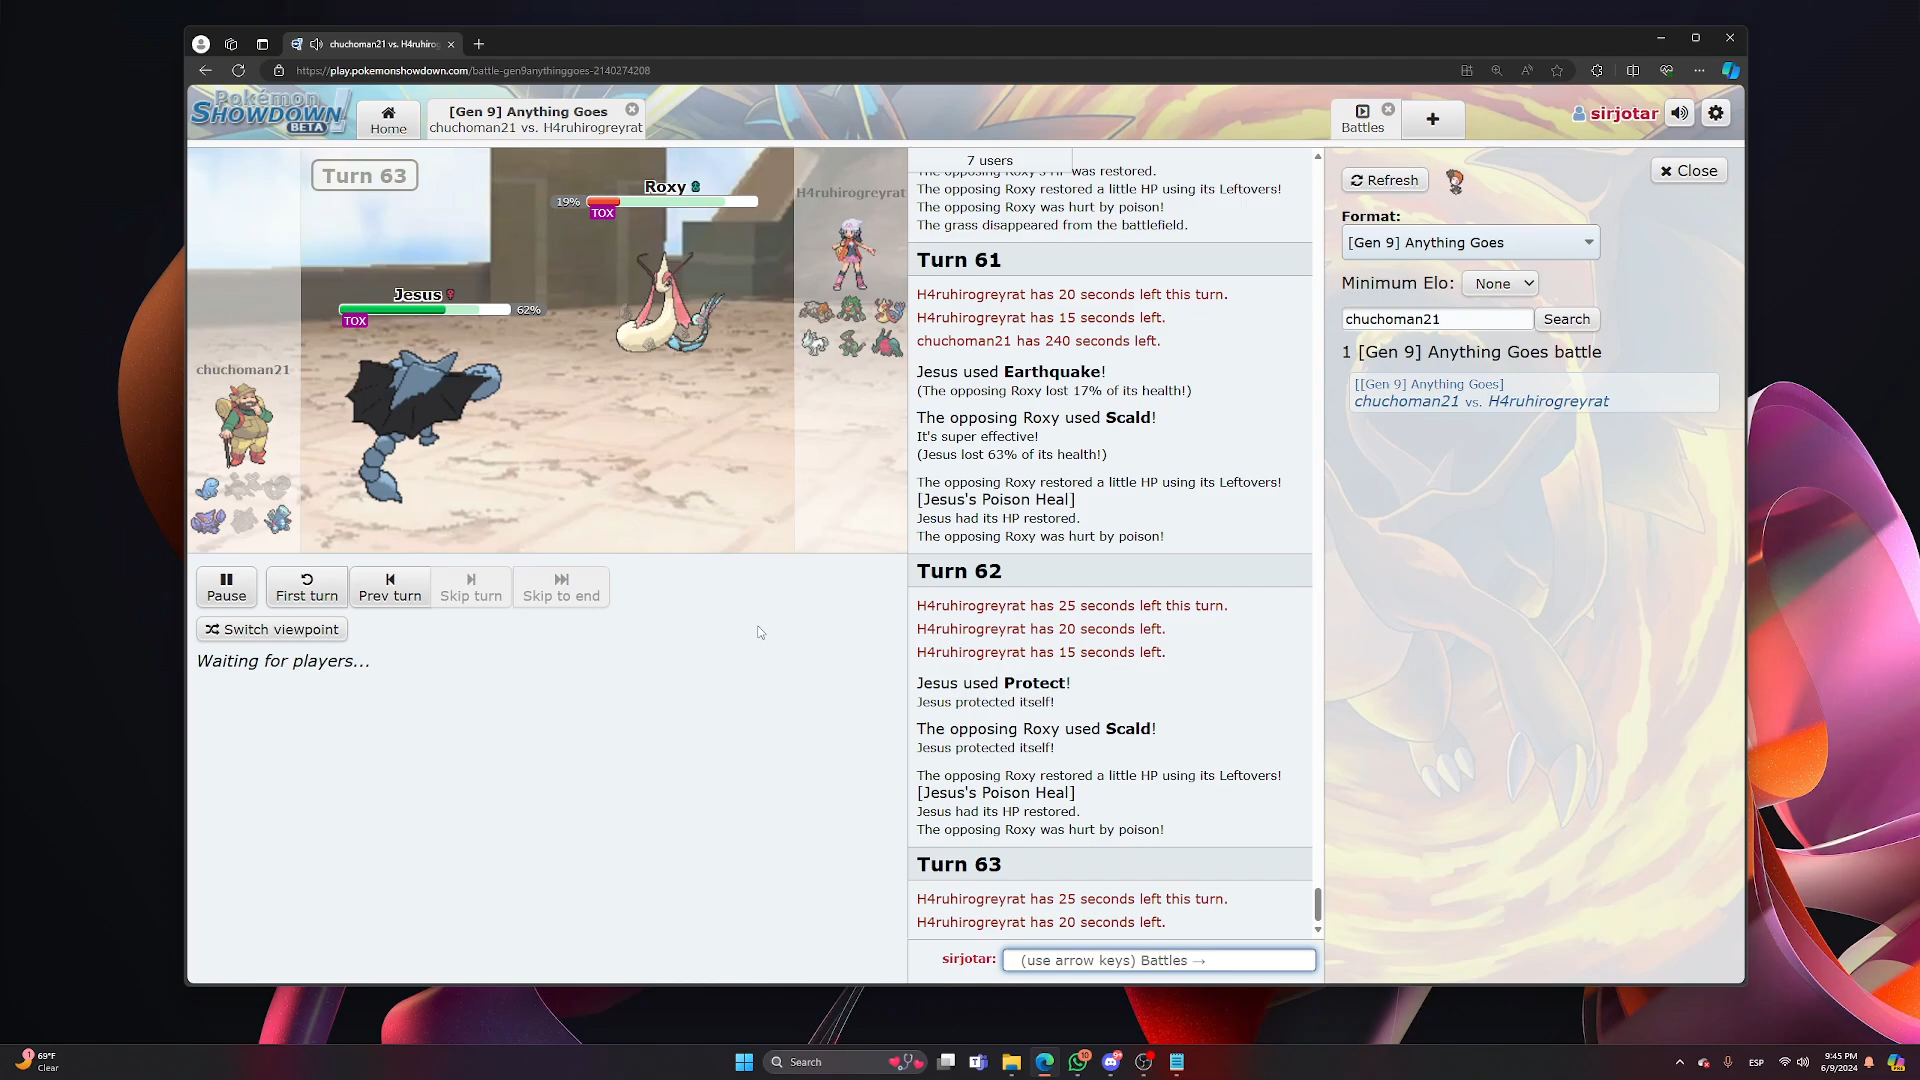 chuchoman21 vs. H4ruhirog
https://play.pokemonshowdown.com/battle-gen9anythinggoes-2140274208
Pokémon
SHOWDOWN!
BETA
Home
[Gen 9] Anything Goes
chuchoman21 vs. H4ruhirogreyrat
Battles
sirjotar
Turn 63
Roxy
19%
TOX
Jesus
62%
TOX
H4ruhirogreyrat
chuchoman21
Pause
First turn
Prev turn
Skip turn
Skip to end
Switch viewpoint
Waiting for players...
7 users
The opposing Roxy's HP was restored.
The opposing Roxy restored a little HP using its Leftovers!
The opposing Roxy was hurt by poison!
The grass disappeared from the battlefield.
Turn 61
H4ruhirogreyrat has 20 seconds left this turn.
H4ruhirogreyrat has 15 seconds left.
chuchoman21 has 240 seconds left.
Jesus used Earthquake!
(The opposing Roxy lost 17% of its health!)
The opposing Roxy used Scald!
It's super effective!
(Jesus lost 63% of its health!)
The opposing Roxy restored a little HP using its Leftovers!
[Jesus's Poison Heal]
Jesus had its HP restored.
The opposing Roxy was hurt by poison!
Turn 62
H4ruhirogreyrat has 25 seconds left this turn.
H4ruhirogreyrat has 20 seconds left.
H4ruhirogreyrat has 15 seconds left.
Jesus used Protect!
Jesus protected itself!
The opposing Roxy used Scald!
Jesus protected itself!
The opposing Roxy restored a little HP using its Leftovers!
[Jesus's Poison Heal]
Jesus had its HP restored.
The opposing Roxy was hurt by poison!
Turn 63
H4ruhirogreyrat has 25 seconds left this turn.
H4ruhirogreyrat has 20 seconds left.
sirjotar: (use arrow keys) Battles →
Refresh
Close
Format:
[Gen 9] Anything Goes
Minimum Elo: None
chuchoman21
Search
1 [Gen 9] Anything Goes battle
[[Gen 9] Anything Goes]
chuchoman21 vs. H4ruhirogreyrat
1
69°F
Clear
Search
10
ESP
9:45 PM
6/9/2024